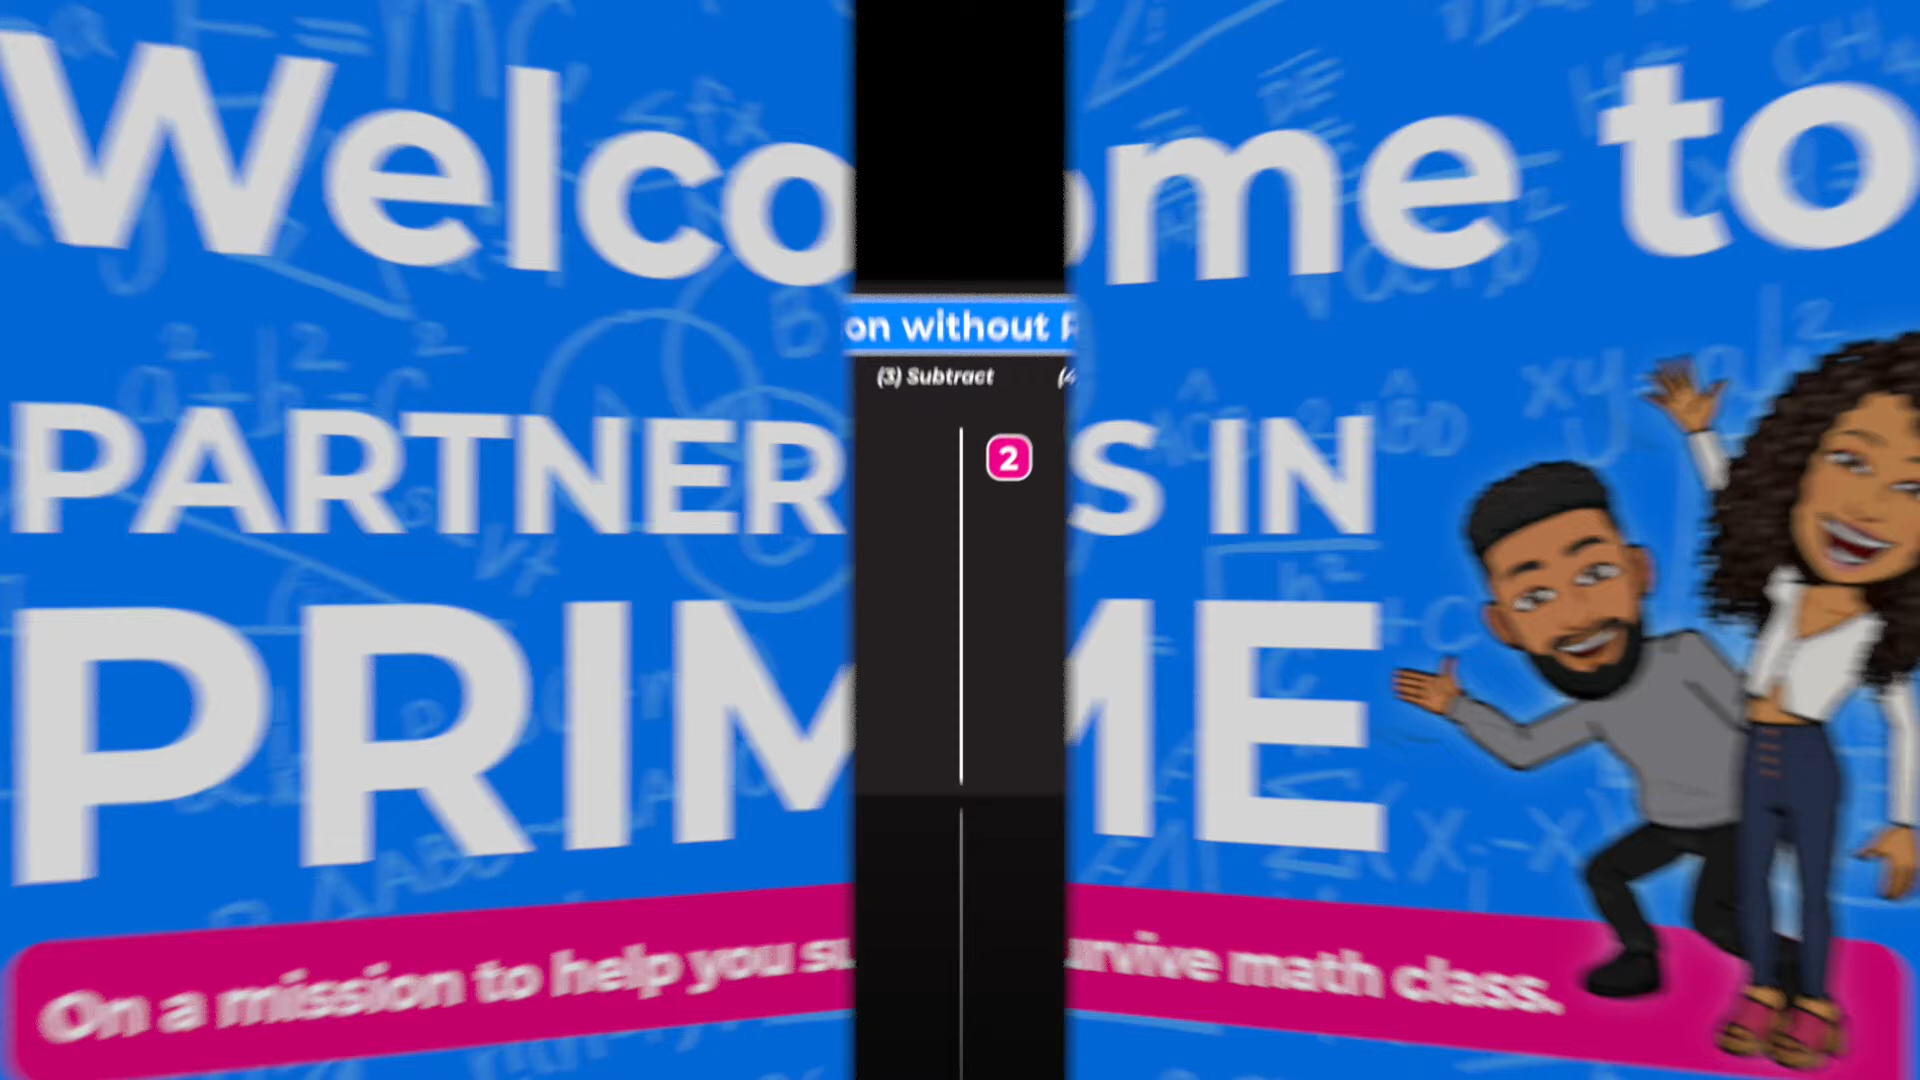 Welco ome to
on without
(3) Subtract
2
PARTNER S IN
PRIM ME
On a mission to help you su urvive math class.